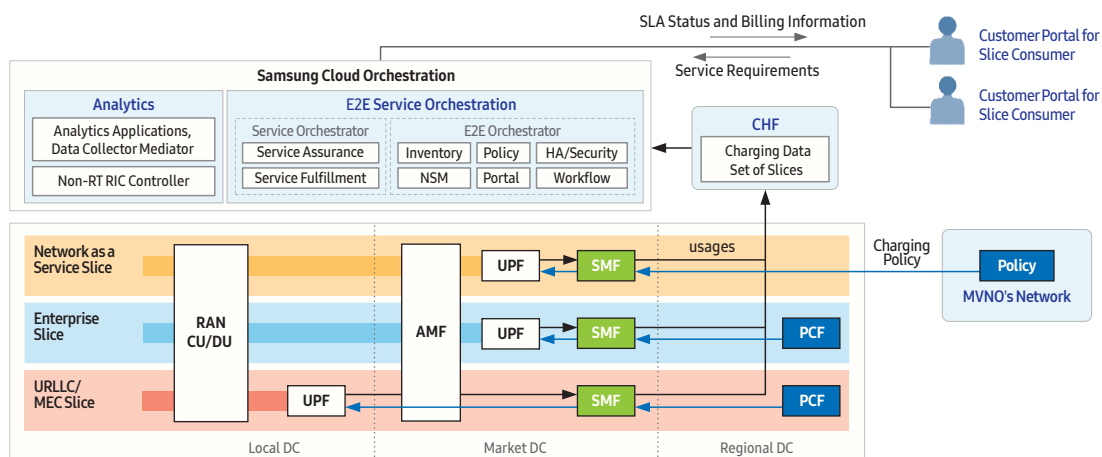 SLA Status and Billing Information
Service Requirements
Customer Portal for
Slice Consumer
Customer Portal for
Slice Consumer
Samsung Cloud Orchestration
Analytics
Analytics Applications,
Data Collector Mediator
Non-RT RIC Controller
E2E Service Orchestration
Service Orchestrator
Service Assurance
Service Fulfillment
E2E Orchestrator
Inventory
Policy
HA/Security
NSM
Portal
Workflow
CHF
Charging Data
Set of Slices
Network as a
Service Slice
UPF
SMF
usages
Charging
Policy
Policy
MVNO's Network
Enterprise
Slice
RAN
CU/DU
AMF
UPF
SMF
PCF
URLLC/
MEC Slice
UPF
SMF
PCF
Local DC
Market DC
Regional DC